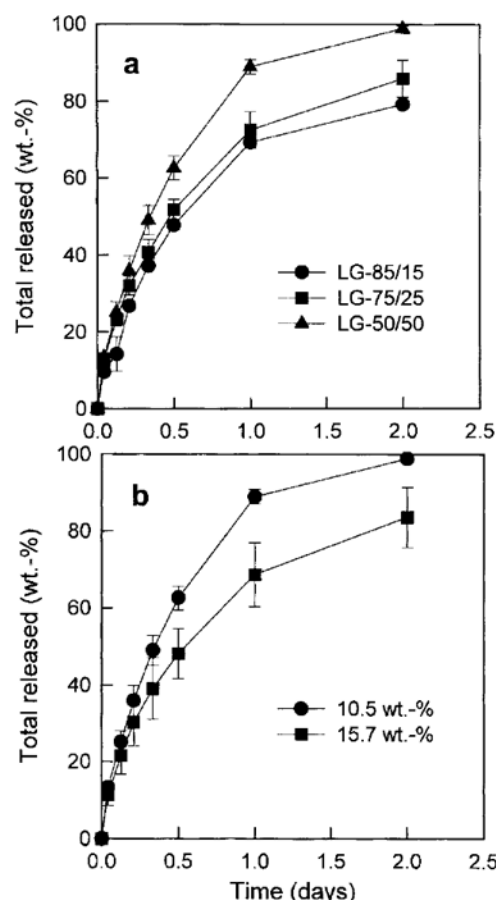 100
a
80
Total released (wt.-%)
60
40
LG-85/15
LG-75/25
20
LG-50/50
0
0.0 0.5 1.0 1.5 2.0 2.5
100
b
80
Total released (wt.-%)
60
40
10.5 wt.-%
20
15.7 wt.-%
0
0.0 0.5 1.0 1.5 2.0 2.5
Time (days)